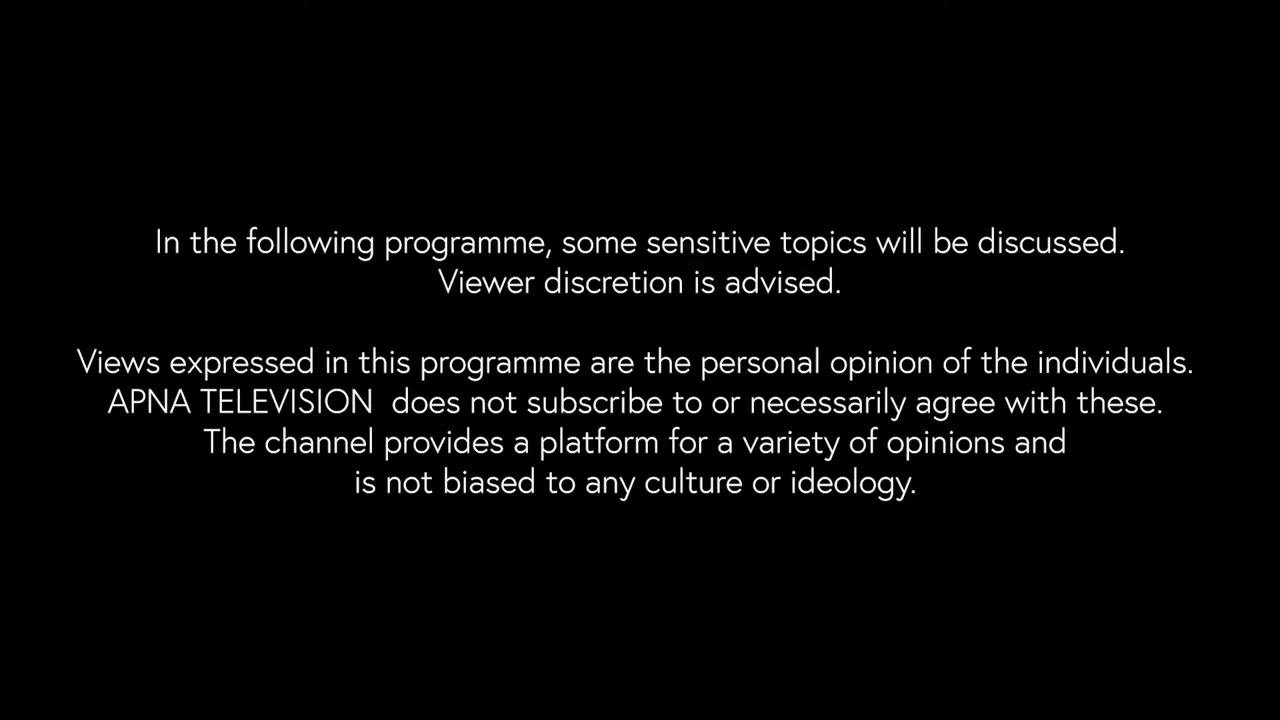 In the following programme, some sensitive topics will be discussed.
Viewer discretion is advised.
Views expressed in this programme are the personal opinion of the individuals.
APNA TELEVISION does not subscribe to or necessarily agree with these.
The channel provides a platform for a variety of opinions and
is not biased to any culture or ideology.